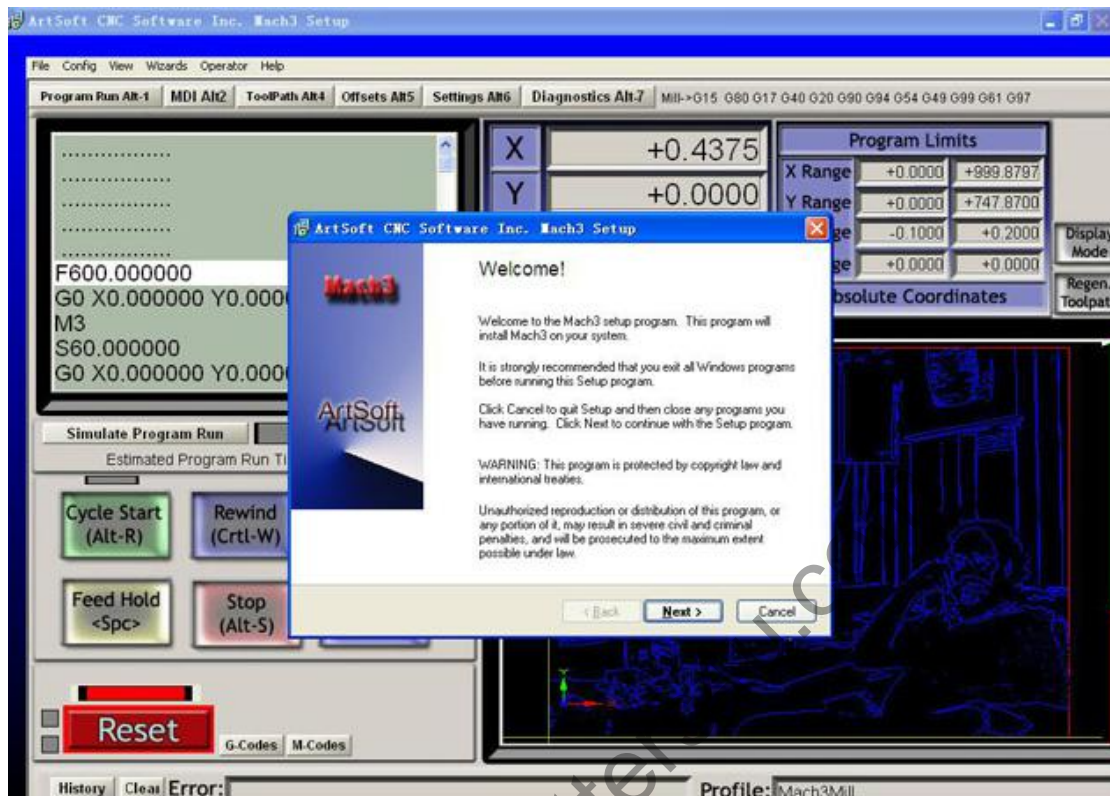 ArtSoft CNC Software Inc. Mach3 Setup
File Config View Wizards Operator Help
Program Run Alt-1 MDI Alt2 ToolPath Alt4 Offsets Alt5 Settings Alt6 Diagnostics Alt-7 Mill->G15 G80 G17 G40 G20 G90 G94 G54 G49 G99 G61 G97
F600.000000
G0 X0.000000 Y0.000
M3
S60.000000
G0 X0.000000 Y0.000
X +0.4375
Y +0.0000
Program Limits
X Range +0.0000 +999.8797
Y Range +0.0000 +747.8700
ge -0.1000 +0.2000
ge +0.0000 +0.0000
bsolute Coordinates
Display
Mode
Regen.
Toolpat
ArtSoft CNC Software Inc. Mach3 Setup
Mach3
ArtSoft
Welcome!
Welcome to the Mach3 setup program. This program will
install Mach3 on your system.
It is strongly recommended that you exit all Windows programs
before running this Setup program.
Click Cancel to quit Setup and then close any programs you
have running. Click Next to continue with the Setup program.
WARNING: This program is protected by copyright law and
international treaties.
Unauthorized reproduction or distribution of this program, or
any portion of it, may result in severe civil and criminal
penalties, and will be prosecuted to the maximum extent
possible under law.
< Back Next > Cancel
Simulate Program Run
Estimated Program Run Ti
Cycle Start
(Alt-R)
Rewind
(Crtl-W)
Feed Hold
<Spc>
Stop
(Alt-S)
Reset
G-Codes M-Codes
History Clear Error:
Profile: Mach3Mill